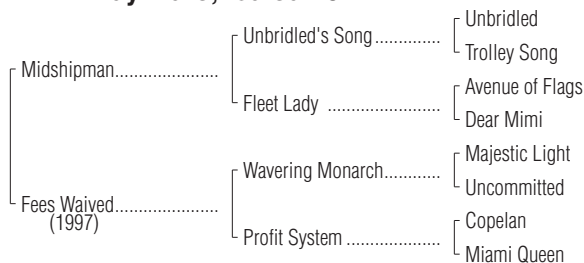 Unbridled
Unbridled's Song.............
Trolley Song
Midshipman.....................
Avenue of Flags
Fleet Lady ......................
Dear Mimi
Majestic Light
Wavering Monarch............
Uncommitted
Fees Waived.....................
(1997)
Copelan
Profit System ...................
Miami Queen